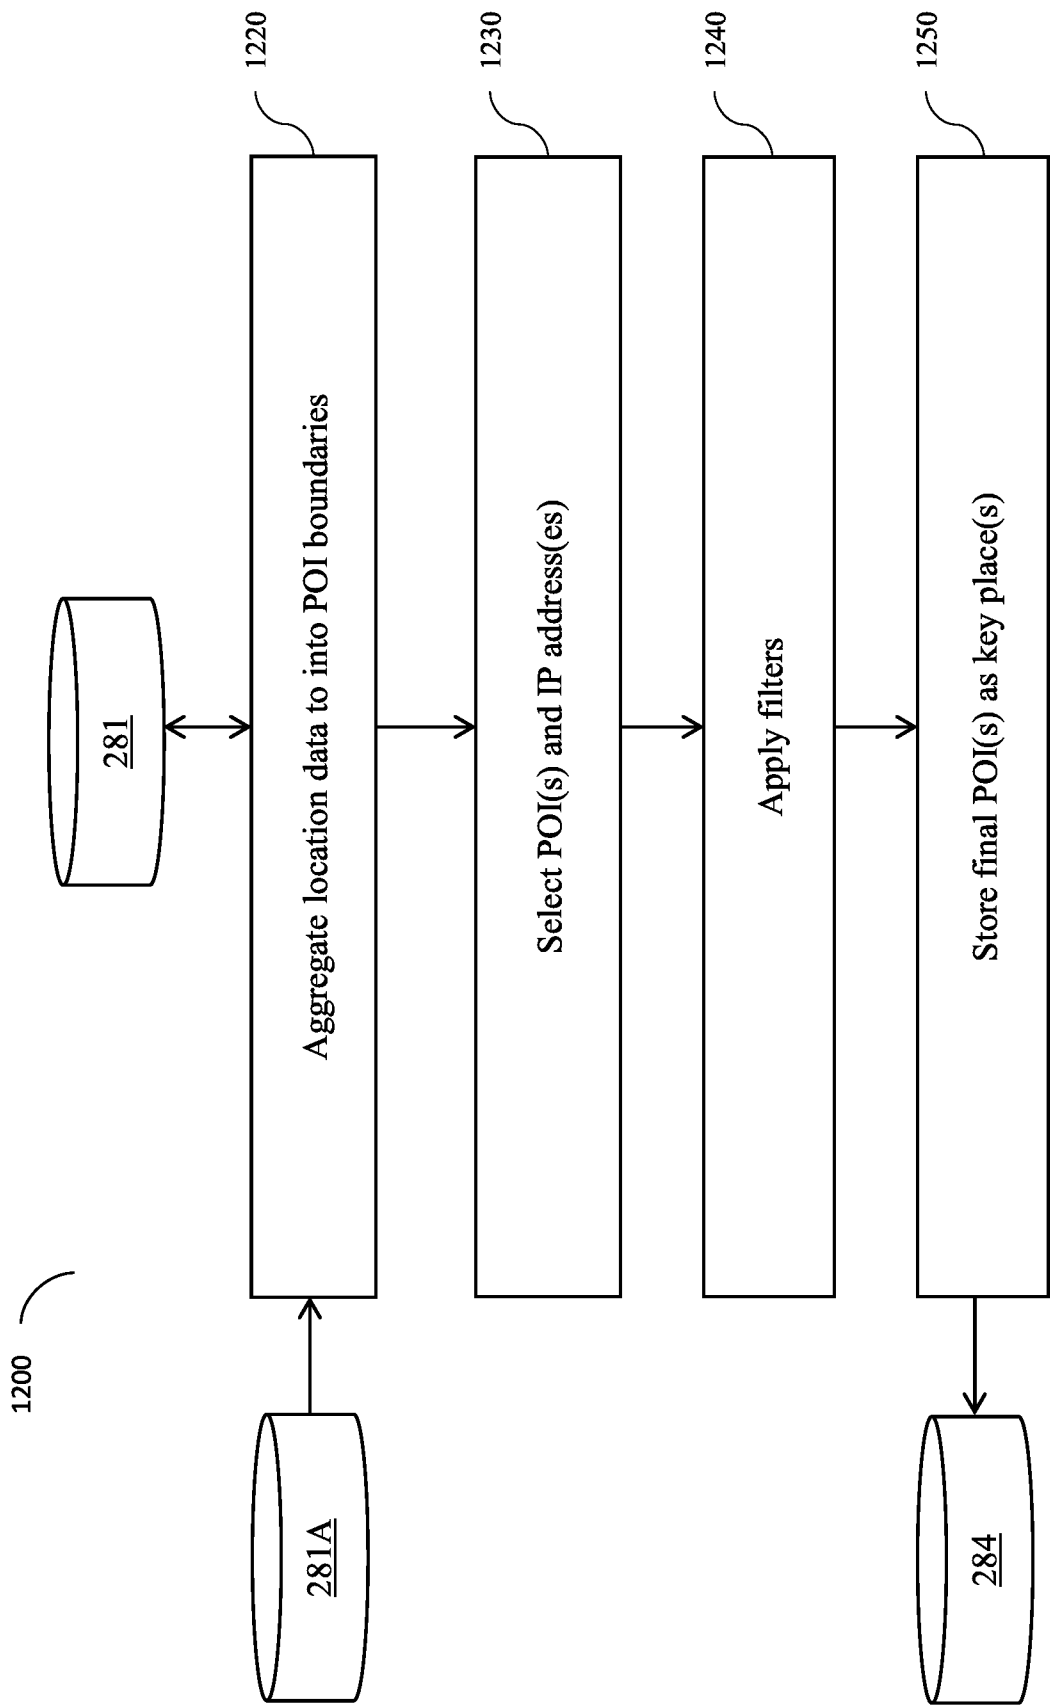 1200
281
281A
Aggregate location data to into POI boundaries
1220
Select POI(s) and IP address(es)
1230
Apply filters
1240
Store final POI(s) as key place(s)
1250
284